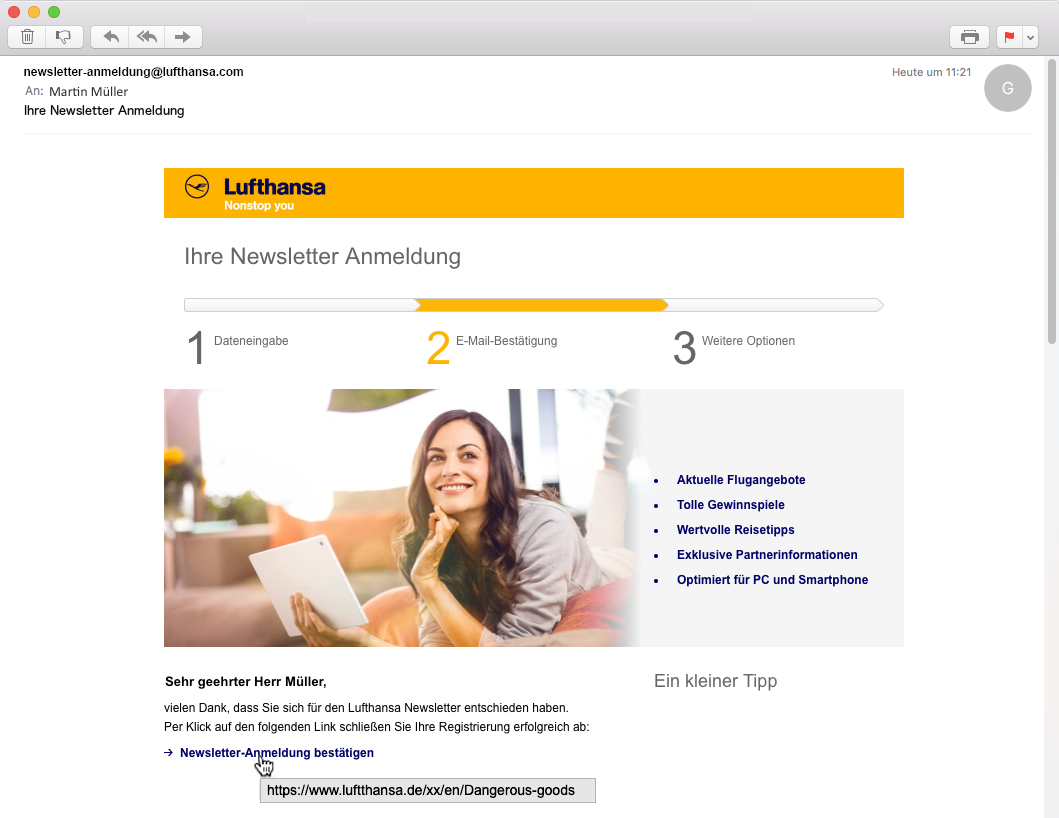 newsletter-anmeldung@lufthansa.com
Heute um 11:21
G
An: Martin Müller
Ihre Newsletter Anmeldung
Lufthansa
Nonstop you
Ihre Newsletter Anmeldung
1 Dateneingabe
2 E-Mail-Bestätigung
3 Weitere Optionen
• Aktuelle Flugangebote
• Tolle Gewinnspiele
• Wertvolle Reisetipps
• Exklusive Partnerinformationen
• Optimiert für PC und Smartphone
Sehr geehrter Herr Müller,
vielen Dank, dass Sie sich für den Lufthansa Newsletter entschieden haben.
Per Klick auf den folgenden Link schließen Sie Ihre Registrierung erfolgreich ab:
→ Newsletter-Anmeldung bestätigen
https://www.luftthansa.de/xx/en/Dangerous-goods
Ein kleiner Tipp